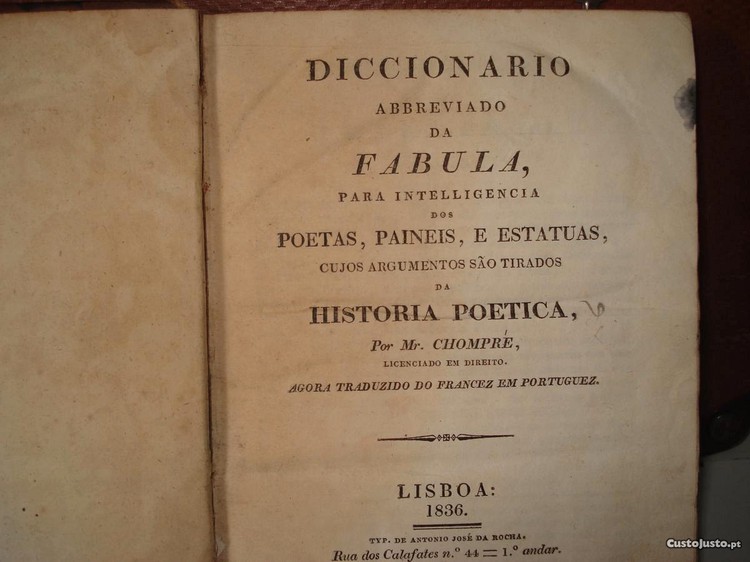 DICCIONARIO
ABBREVIADO
DA
FABULA,
PARA INTELLIGENCIA
DOS
POETAS, PAINEIS, E ESTATUAS,
CUJOS ARGUMENTOS SÃO TIRADOS
DA
HISTORIA POETICA,
Por Mr. CHOMPRÉ,
LICENCIADO EM DIREITO.
AGORA TRADUZIDO DO FRANCEZ EM PORTUGUEZ.
LISBOA:
1836.
TYP. DE ANTONIO JOSÉ DA ROCHA.
Rua dos Calafates n.º 44 = 1.º andar.
CustoJusto.pt